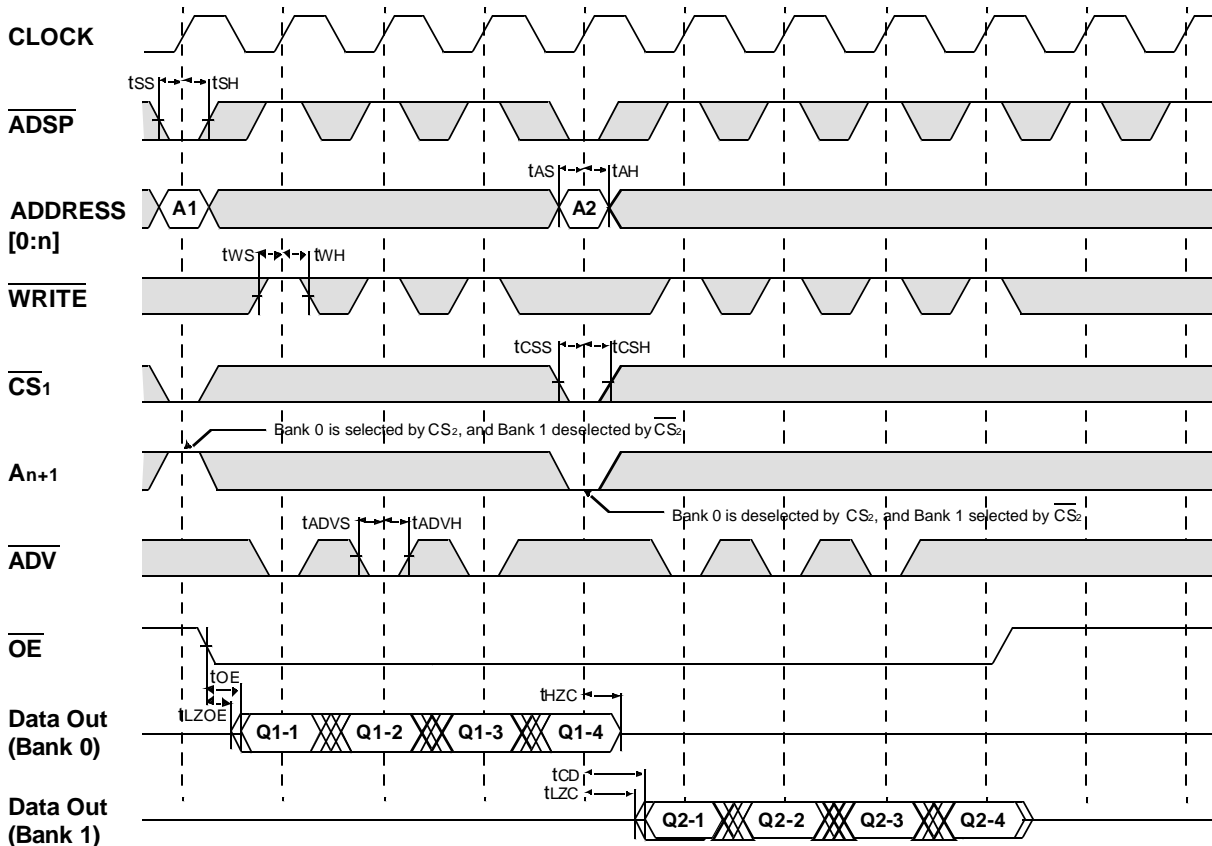 CLOCK
tSS tSH
ADSP
tAS tAH
ADDRESS
[0:n]
A1 A2
tWS tWH
WRITE
tCSS tCSH
CS1
Bank 0 is selected by CS2, and Bank 1 deselected by CS2
An+1
Bank 0 is deselected by CS2, and Bank 1 selected by CS2
tADVS tADVH
ADV
OE
tOE
tLZOE
tHZC
Data Out
(Bank 0)
Q1-1 Q1-2 Q1-3 Q1-4
tCD
tLZC
Data Out
(Bank 1)
Q2-1 Q2-2 Q2-3 Q2-4